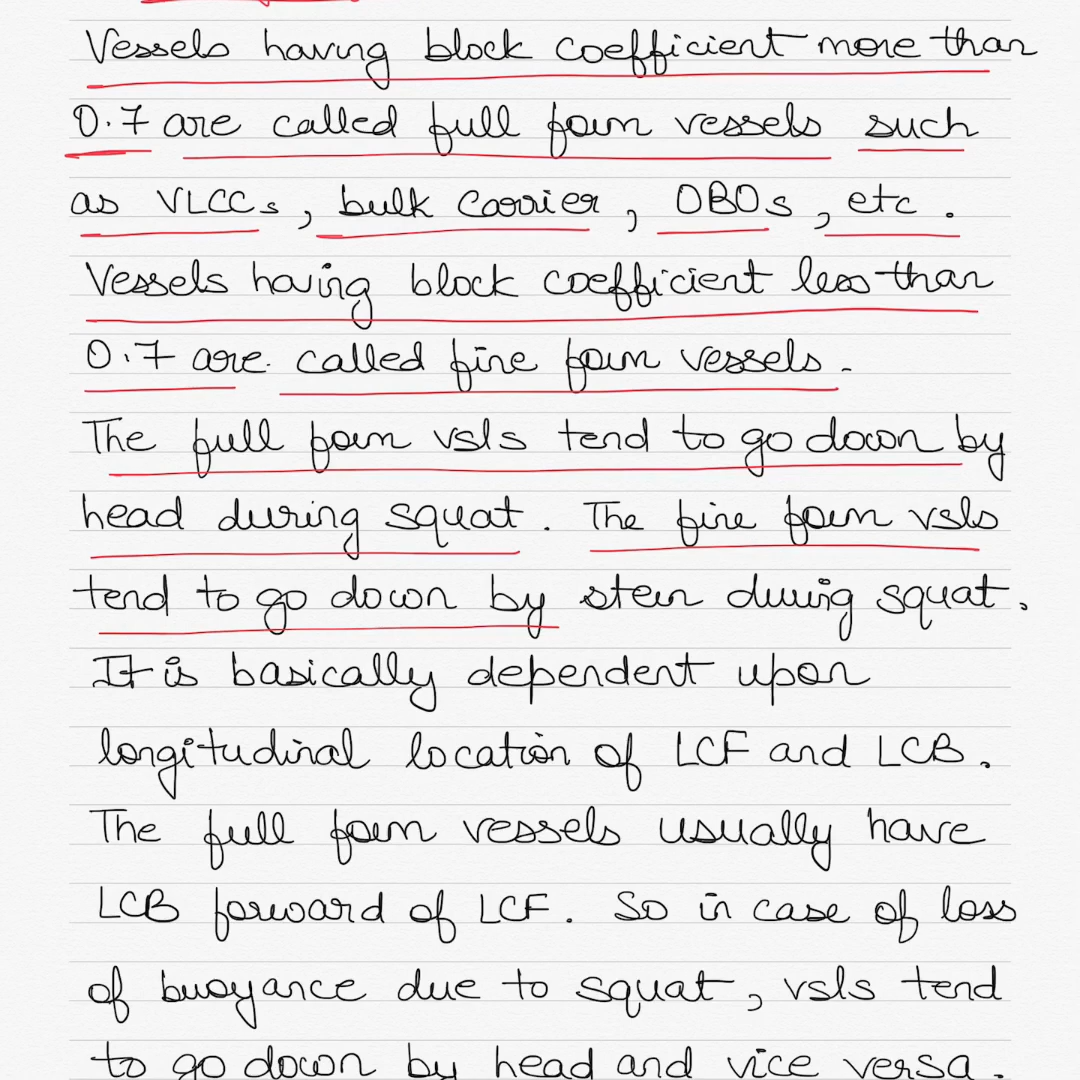 Vessels having block coefficient more than
0.7 are called full form vessels such
as VLCCs, bulk carrier, OBOs, etc.
Vessels having block coefficient less than
0.7 are called fine form vessels.
The full form vsls tend to go down by
head during squat. The fine form vsls
tend to go down by stern during squat.
It is basically dependent upon
longitudinal location of LCF and LCB.
The full form vessels usually have
LCB forward of LCF. So in case of loss
of buoyance due to squat, vsls tend
to go down by head and vice versa.